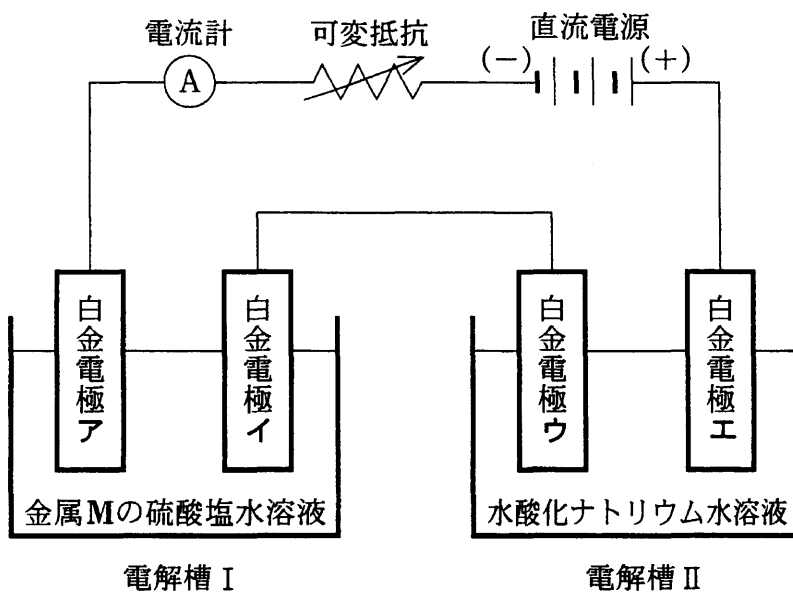 電流計
可変抵抗
直流電源
(−)
(+)
A
白金電極ア
白金電極イ
白金電極ウ
白金電極エ
金属Mの硫酸塩水溶液
水酸化ナトリウム水溶液
電解槽Ⅰ
電解槽Ⅱ